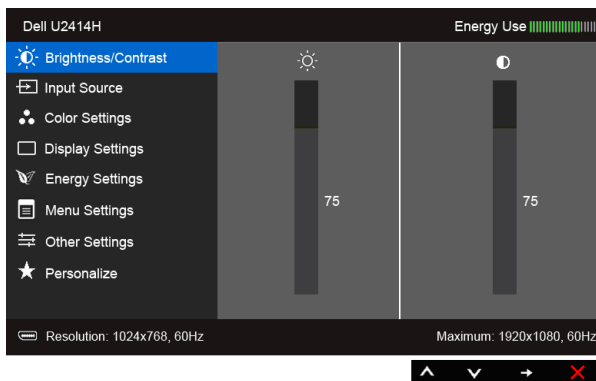 Dell U2414H
Energy Use
Brightness/Contrast
Input Source
Color Settings
Display Settings
Energy Settings
Menu Settings
Other Settings
Personalize
75
75
Resolution: 1024x768, 60Hz
Maximum: 1920x1080, 60Hz